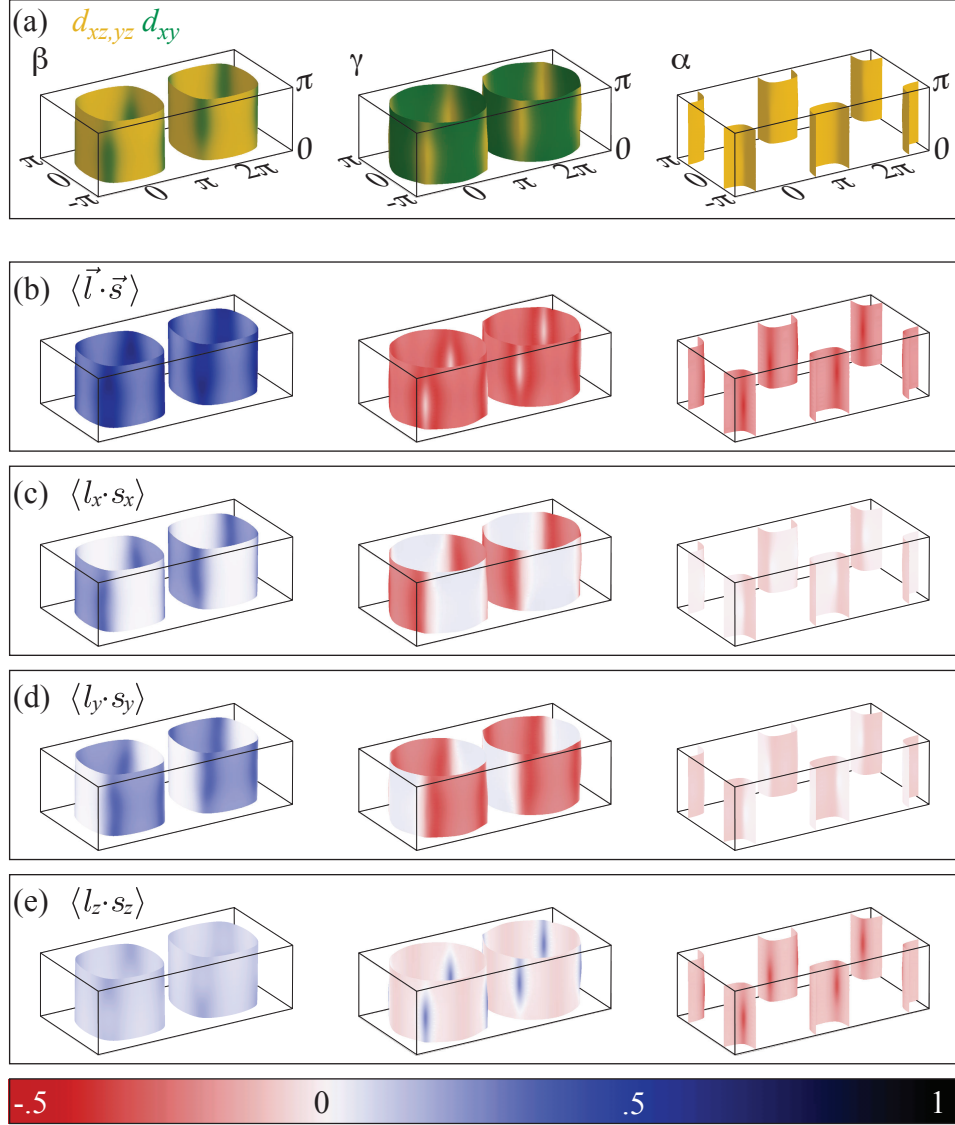 (a) d_{xz,yz} d_{xy}
β γ α
π π π
0 0 0
π 0 -π 0 π 2π
π 0 -π 0 π 2π
π 0 -π 0 π 2π
(b) ⟨l⃗·s⃗⟩
(c) ⟨l_x·s_x⟩
(d) ⟨l_y·s_y⟩
(e) ⟨l_z·s_z⟩
-.5 0 .5 1